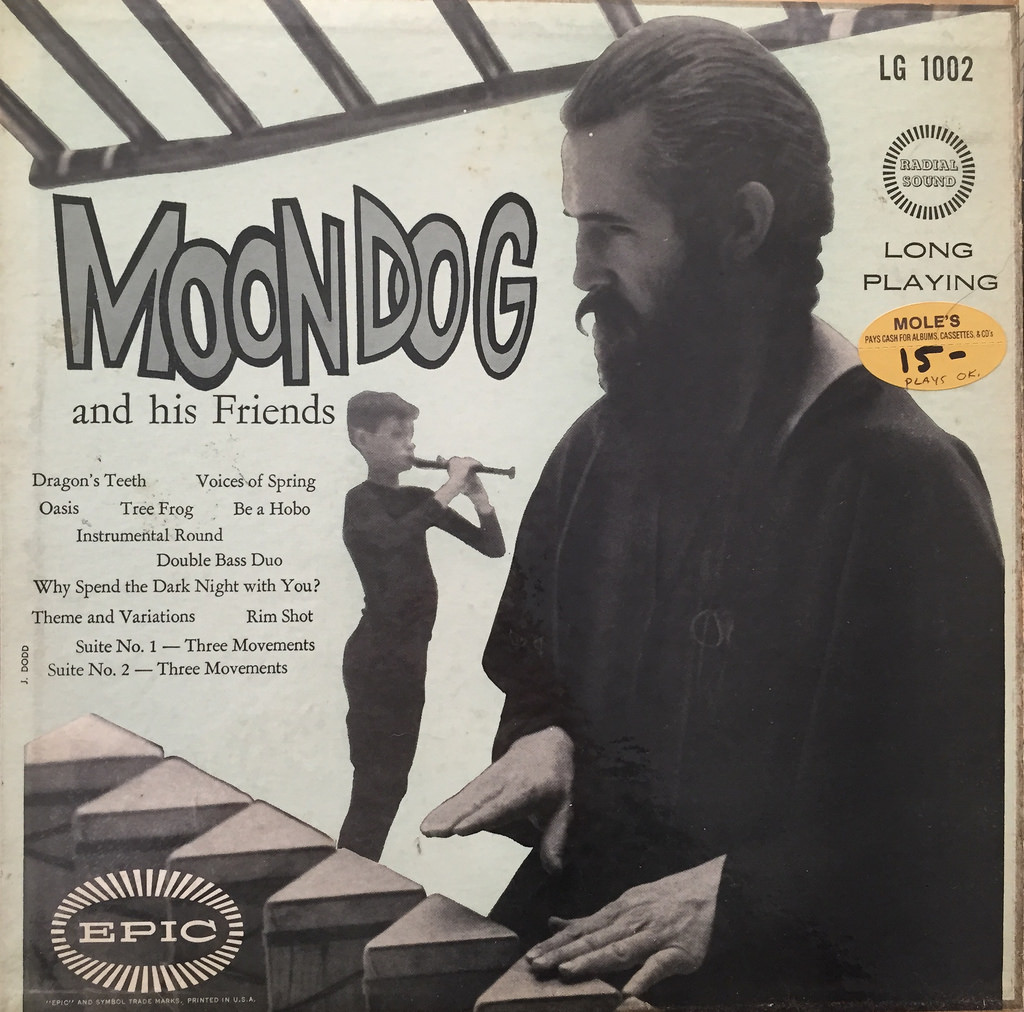 LG 1002
RADIAL
SOUND
LONG
PLAYING
MOLE'S
PAYS CASH FOR ALBUMS, CASSETTES, & CD's
15-
PLAYS OK.
MOONDOG
and his Friends
Dragon's Teeth Voices of Spring
Oasis Tree Frog Be a Hobo
Instrumental Round
Double Bass Duo
Why Spend the Dark Night with You?
Theme and Variations Rim Shot
Suite No. 1 — Three Movements
Suite No. 2 — Three Movements
J. DODD
EPIC
"EPIC" AND SYMBOL TRADE MARKS. PRINTED IN U.S.A.